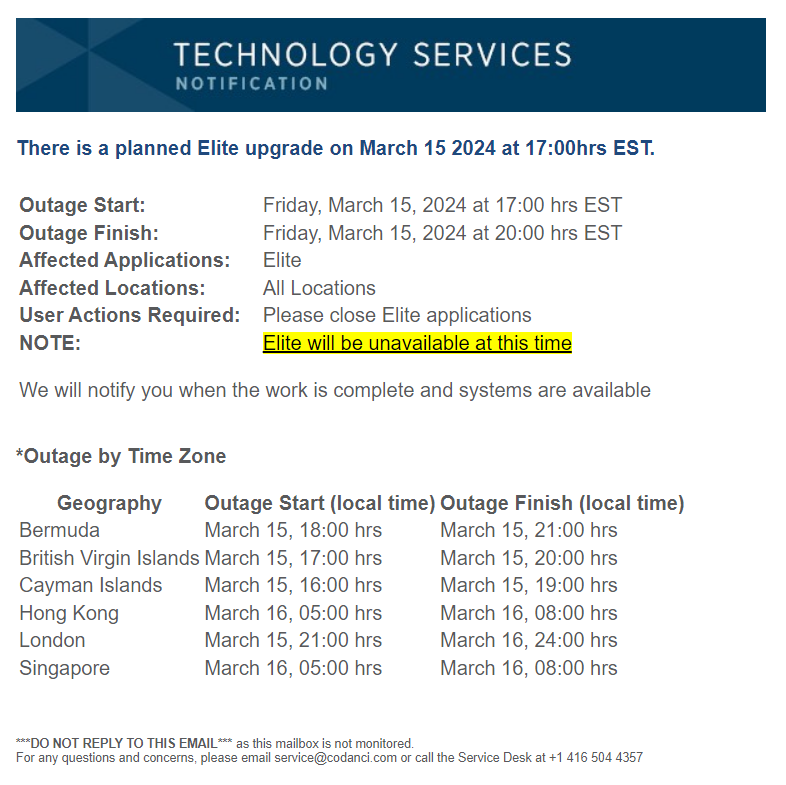 TECHNOLOGY SERVICES
NOTIFICATION
There is a planned Elite upgrade on March 15 2024 at 17:00hrs EST.
Outage Start: Friday, March 15, 2024 at 17:00 hrs EST
Outage Finish: Friday, March 15, 2024 at 20:00 hrs EST
Affected Applications: Elite
Affected Locations: All Locations
User Actions Required: Please close Elite applications
NOTE: Elite will be unavailable at this time
We will notify you when the work is complete and systems are available
*Outage by Time Zone
Geography Outage Start (local time) Outage Finish (local time)
Bermuda March 15, 18:00 hrs March 15, 21:00 hrs
British Virgin Islands March 15, 17:00 hrs March 15, 20:00 hrs
Cayman Islands March 15, 16:00 hrs March 15, 19:00 hrs
Hong Kong March 16, 05:00 hrs March 16, 08:00 hrs
London March 15, 21:00 hrs March 16, 24:00 hrs
Singapore March 16, 05:00 hrs March 16, 08:00 hrs
***DO NOT REPLY TO THIS EMAIL*** as this mailbox is not monitored.
For any questions and concerns, please email service@codanci.com or call the Service Desk at +1 416 504 4357